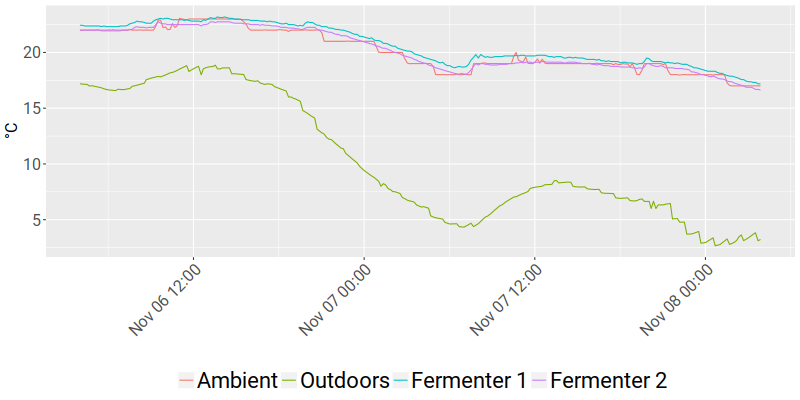 °C
20
15
10
5
Nov 06 12:00
Nov 07 00:00
Nov 07 12:00
Nov 08 00:00
Ambient Outdoors Fermenter 1 Fermenter 2